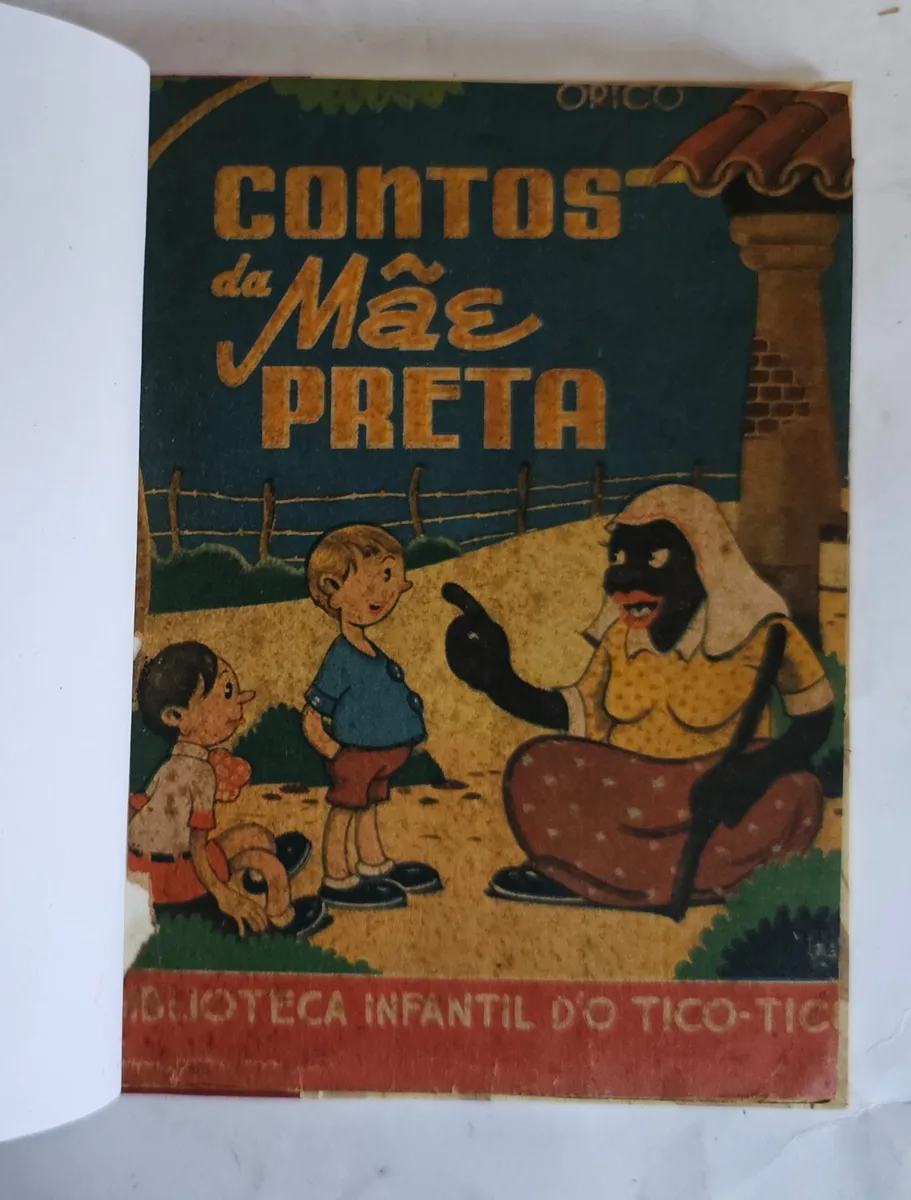 ORICO
CONTOS
da Mãe
PRETA
BIBLIOTECA INFANTIL D'O TICO-TICO